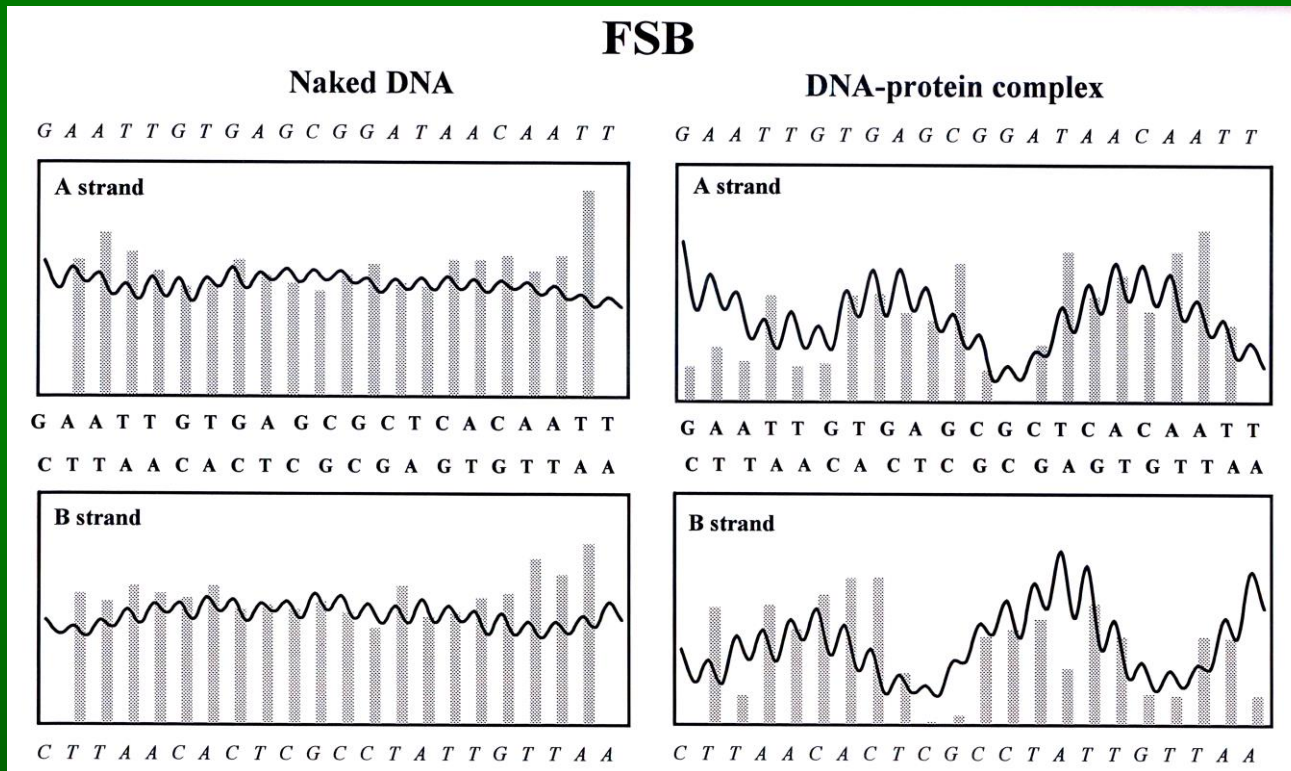 FSB
Naked DNA
G A A T T G T G A G C G G A T A A C A A T T
A strand
G A A T T G T G A G C G C T C A C A A T T
C T T A A C A C T C G C G A G T G T T A A
B strand
C T T A A C A C T C G C C T A T T G T T A A
DNA-protein complex
G A A T T G T G A G C G G A T A A C A A T T
A strand
G A A T T G T G A G C G C T C A C A A T T
C T T A A C A C T C G C G A G T G T T A A
B strand
C T T A A C A C T C G C C T A T T G T T A A